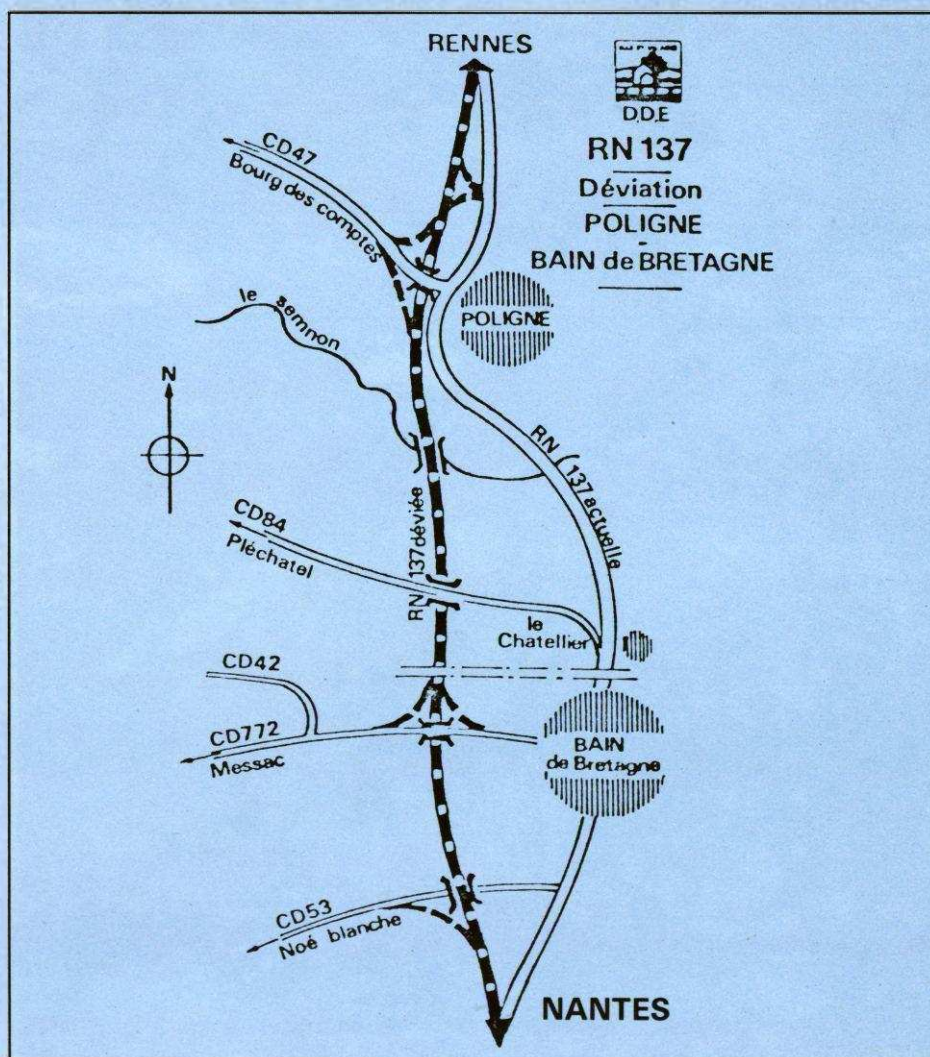 RENNES
D.D.E
RN 137
Déviation
POLIGNE
-
BAIN de BRETAGNE
CD47
Bourg des comptes
POLIGNE
le semnon
N
RN 137 actuelle
RN 137 déviée
CD84
Pléchatel
le
Chatellier
CD42
CD772
Messac
BAIN
de Bretagne
CD53
Noé blanche
NANTES